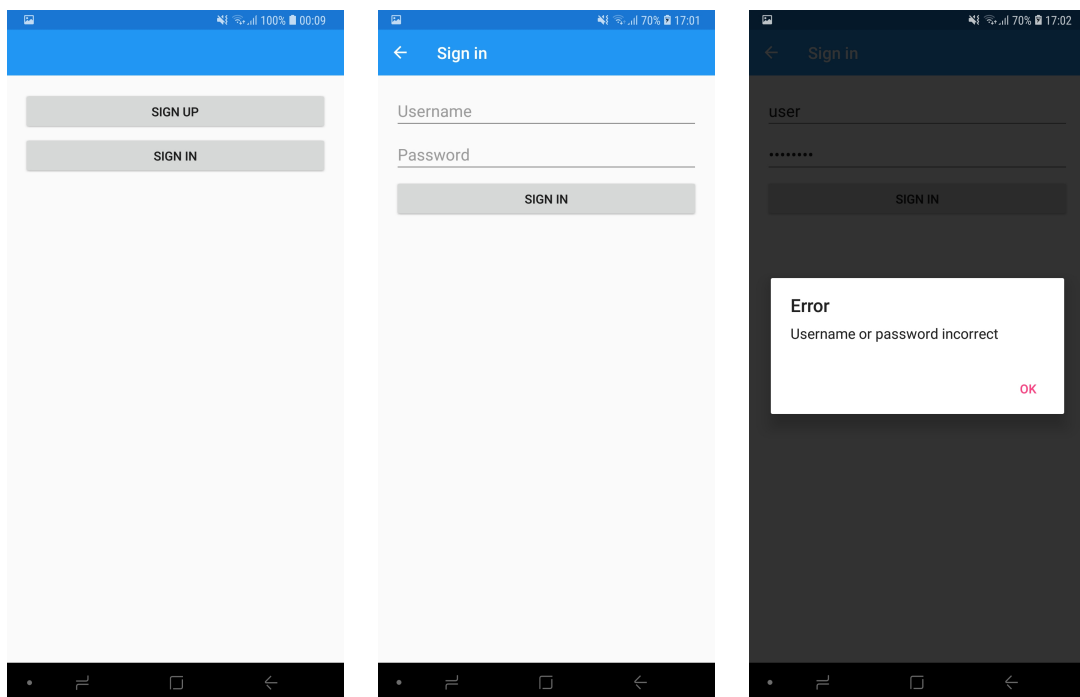 100% 00:09
SIGN UP
SIGN IN
70% 17:01
Sign in
Username
Password
SIGN IN
70% 17:02
Sign in
user
••••••••
SIGN IN
Error
Username or password incorrect
OK